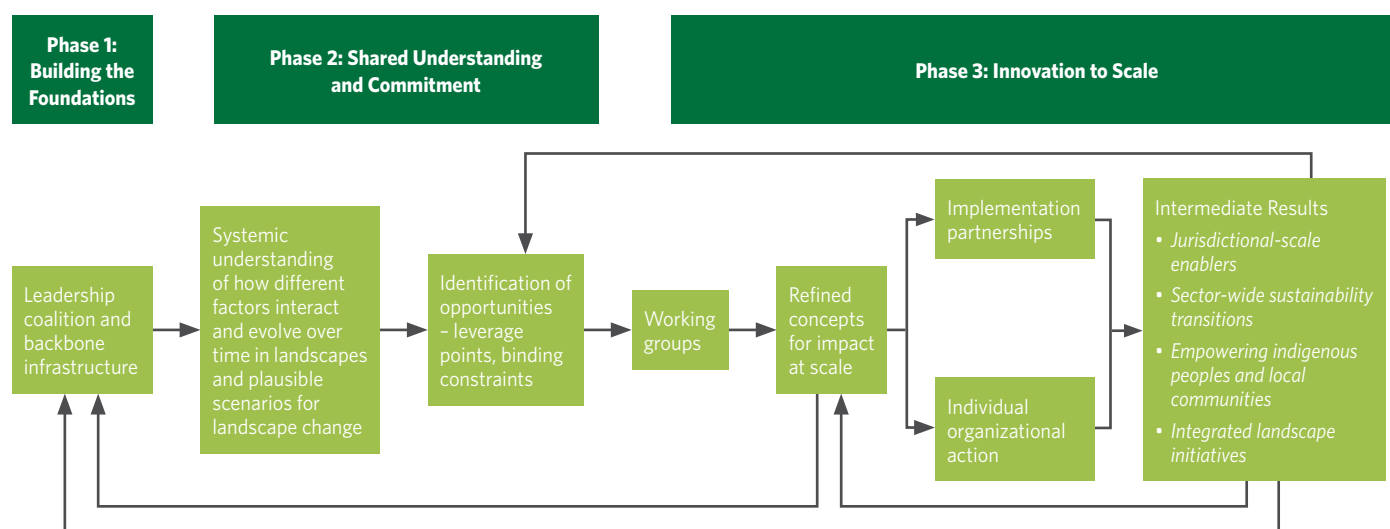 Phase 1:
Building the
Foundations
Phase 2: Shared Understanding
and Commitment
Phase 3: Innovation to Scale
Leadership
coalition and
backbone
infrastructure
Systemic
understanding
of how different
factors interact
and evolve over
time in landscapes
and plausible
scenarios for
landscape change
Identification of
opportunities
– leverage
points, binding
constraints
Working
groups
Refined
concepts
for impact
at scale
Implementation
partnerships
Individual
organizational
action
Intermediate Results
• Jurisdictional-scale
enablers
• Sector-wide sustainability
transitions
• Empowering indigenous
peoples and local
communities
• Integrated landscape
initiatives